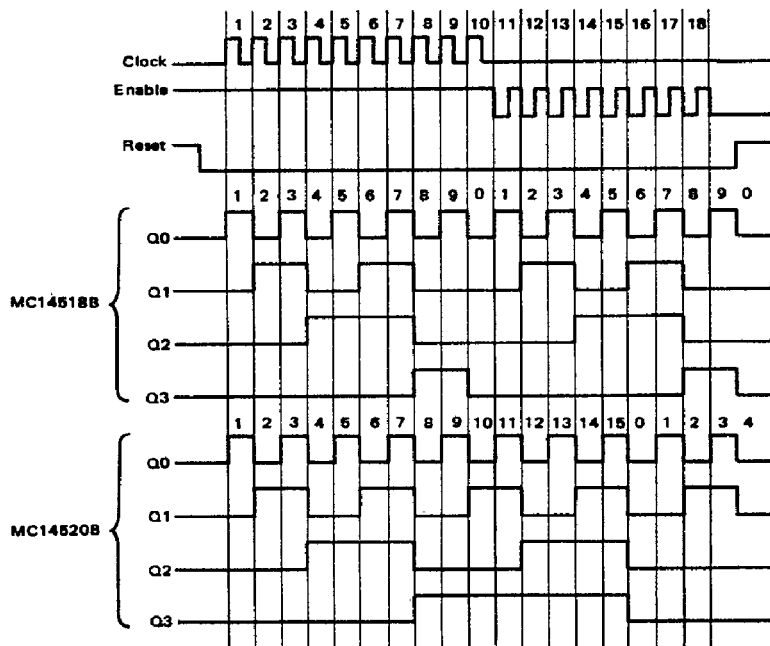 1 2 3 4 5 6 7 8 9 10 11 12 13 14 15 16 17 18
Clock
Enable
Reset
1 2 3 4 5 6 7 8 9 0 1 2 3 4 5 6 7 8 9 0
Q0
Q1
MC14518B
Q2
Q3
1 2 3 4 5 6 7 8 9 10 11 12 13 14 15 0 1 2 3 4
Q0
Q1
MC14520B
Q2
Q3